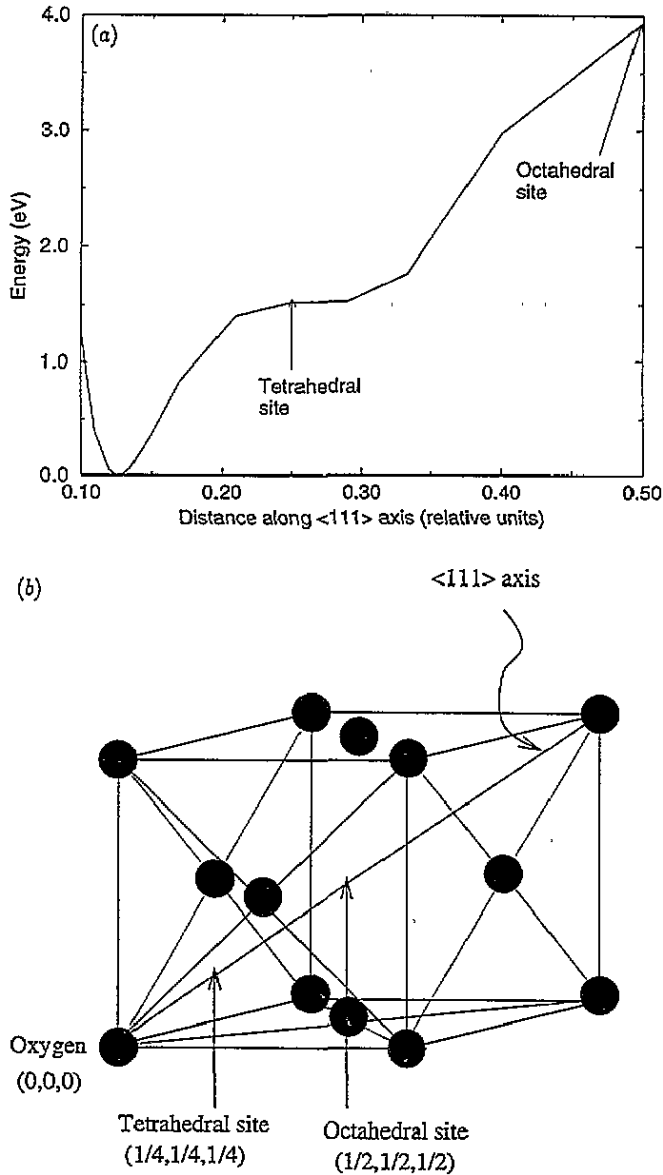 (a)
4.0
3.0
2.0
1.0
0.0
Energy (eV)
Octahedral
site
Tetrahedral
site
0.10 0.20 0.30 0.40 0.50
Distance along <111> axis (relative units)
(b)
<111> axis
Oxygen
(0,0,0)
Tetrahedral site
(1/4,1/4,1/4)
Octahedral site
(1/2,1/2,1/2)